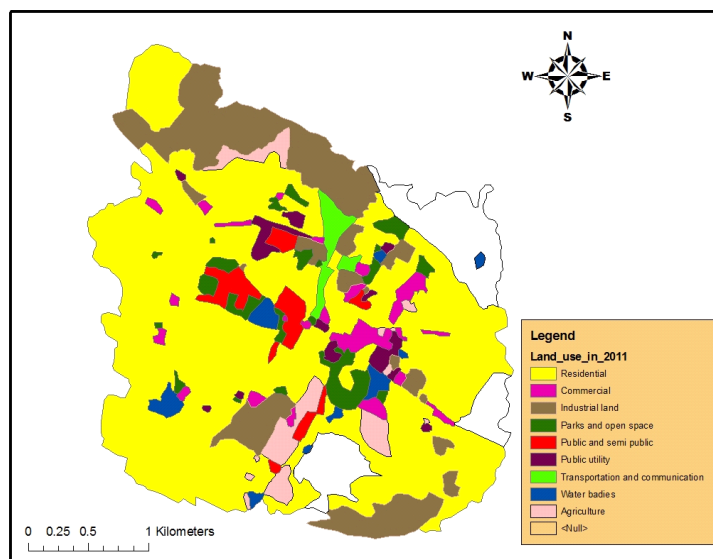 N
W E
S
Legend
Land_use_in_2011
Residential
Commercial
Industrial land
Parks and open space
Public and semi public
Public utility
Transportation and communication
Water badies
Agriculture
<Null>
0 0.25 0.5 1 Kilometers